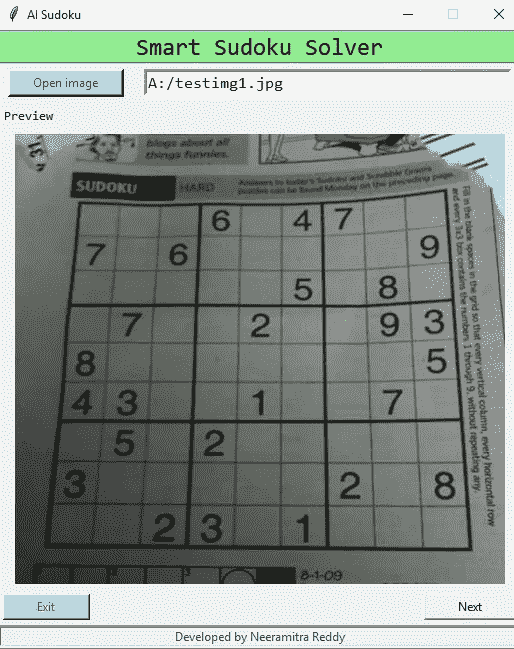 AI Sudoku
Smart Sudoku Solver
Open image
A:/testimg1.jpg
Preview
blogs about all
things funnies.
SUDOKU HARD
Answers to today's Sudoku and Scrabble Grams
puzzles can be found Monday on the preceding page.
Fill in the blank spaces in the grid so that every vertical column, every horizontal row
and every 3x3 box contains the numbers 1 through 9, without repeating any.
6 4 7
7 6 9
5 8
7 2 9 3
8 5
4 3 1 7
5 2
3 2 8
2 3 1
8-1-09
Exit
Next
Developed by Neeramitra Reddy